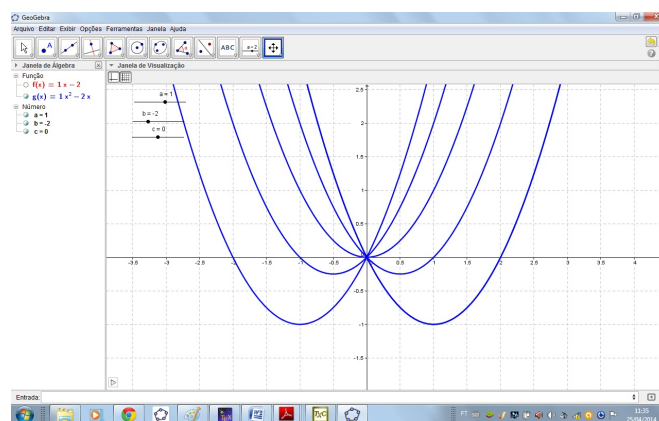 GeoGebra
Arquivo Editar Exibir Opções Ferramentas Janela Ajuda
A
ABC
a=2
Janela de Álgebra
Janela de Visualização
Função
f(x) = 1 x − 2
g(x) = 1 x² − 2 x
Número
a = 1
b = -2
c = 0
a = 1
b = -2
c = 0
2.5
2
1.5
1
0.5
-3.5 -3 -2.5 -2 -1.5 -1 -0.5 0 0.5 1 1.5 2 2.5 3 3.5 4
-0.5
-1
-1.5
Entrada:
PT
11:35
25/04/2014